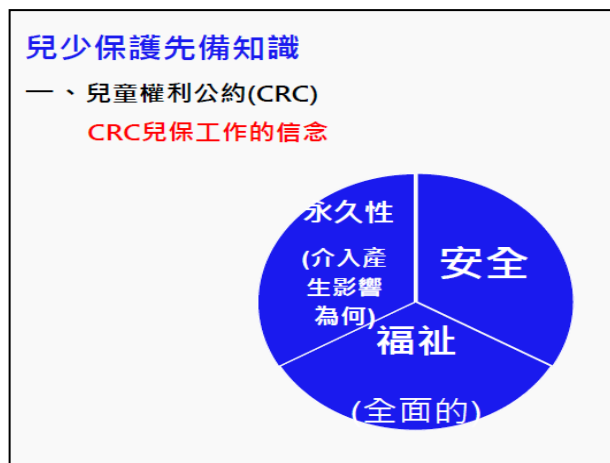 兒少保護先備知識
一、兒童權利公約(CRC)
CRC兒保工作的信念
永久性
(介入產
生影響
為何)
安全
福祉
(全面的)